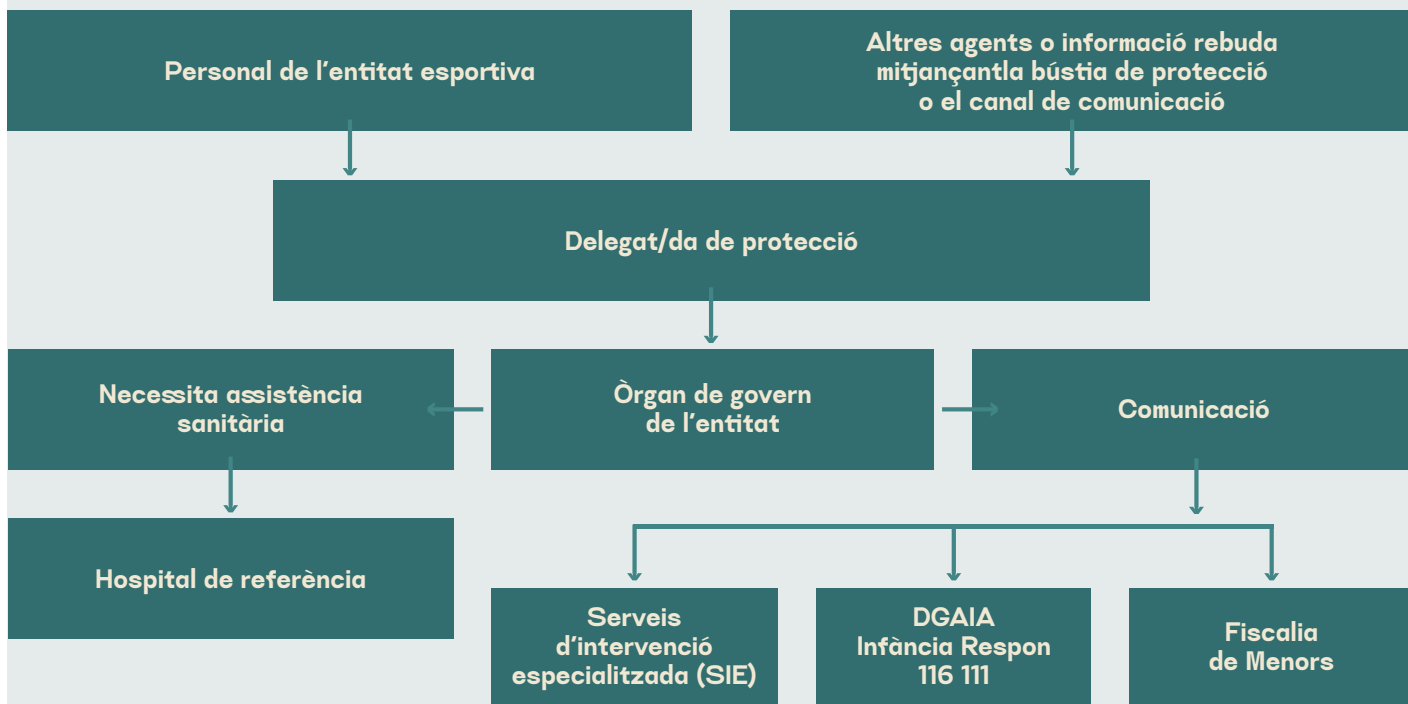 Personal de l'entitat esportiva
Altres agents o informació rebuda
mitjançantla bústia de protecció
o el canal de comunicació
Delegat/da de protecció
Necessita assistència
sanitària
Òrgan de govern
de l'entitat
Comunicació
Hospital de referència
Serveis
d'intervenció
especialitzada (SIE)
DGAIA
Infància Respon
116 111
Fiscalia
de Menors